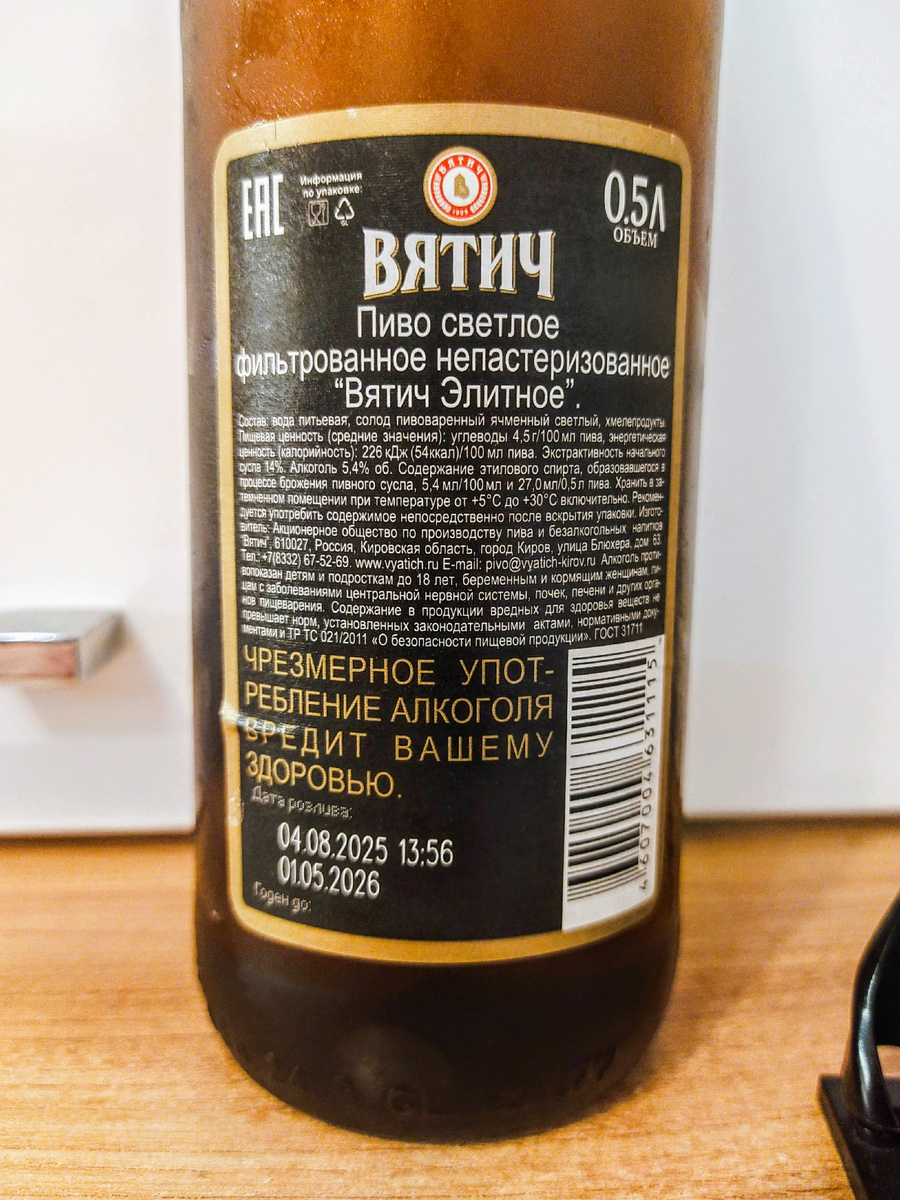 EAC
Информация
по упаковке:
GL
ВЯТИЧ
1903
0.5Л
ОБЪЕМ
ВЯТИЧ
Пиво светлое
фильтрованное непастеризованное
“Вятич Элитное”.
Состав: вода питьевая, солод пивоваренный ячменный светлый, хмелепродукты.
Пищевая ценность (средние значения): углеводы 4,5 г/100 мл пива, энергетическая
ценность (калорийность): 226 кДж (54ккал)/100 мл пива. Экстрактивность начального
сусла 14%. Алкоголь 5,4% об. Содержание этилового спирта, образовавшегося в
процессе брожения пивного сусла, 5,4 мл/100 мл и 27,0 мл/0,5 л пива. Хранить в за-
темненном помещении при температуре от +5°С до +30°С включительно. Рекомен-
дуется употребить содержимое непосредственно после вскрытия упаковки. Изгото-
витель: Акционерное общество по производству пива и безалкогольных напитков
"Вятич", 610027, Россия, Кировская область, город Киров, улица Блюхера, дом 63.
Тел.: +7(8332) 67-52-69. www.vyatich.ru E-mail: pivo@vyatich-kirov.ru Алкоголь проти-
вопоказан детям и подросткам до 18 лет, беременным и кормящим женщинам, ли-
цам с заболеваниями центральной нервной системы, почек, печени и других орга-
нов пищеварения. Содержание в продукции вредных для здоровья веществ не
превышает норм, установленных законодательными актами, нормативными доку-
ментами и ТР ТС 021/2011 «О безопасности пищевой продукции». ГОСТ 31711
ЧРЕЗМЕРНОЕ УПОТ-
РЕБЛЕНИЕ АЛКОГОЛЯ
ВРЕДИТ ВАШЕМУ
ЗДОРОВЬЮ.
Дата розлива:
04.08.2025 13:56
01.05.2026
Годен до:
4607004631115